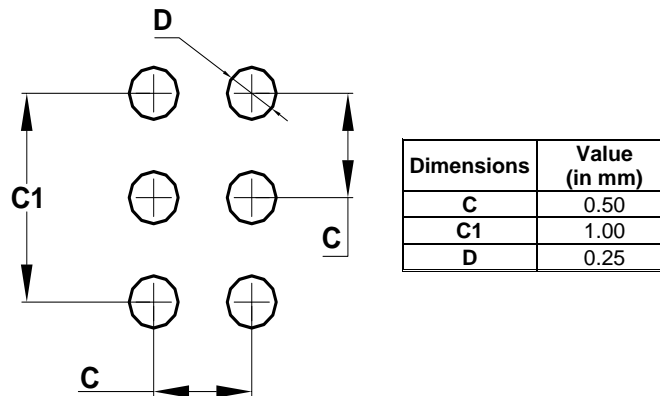 D
C1
C
C
Dimensions Value (in mm)
C 0.50
C1 1.00
D 0.25